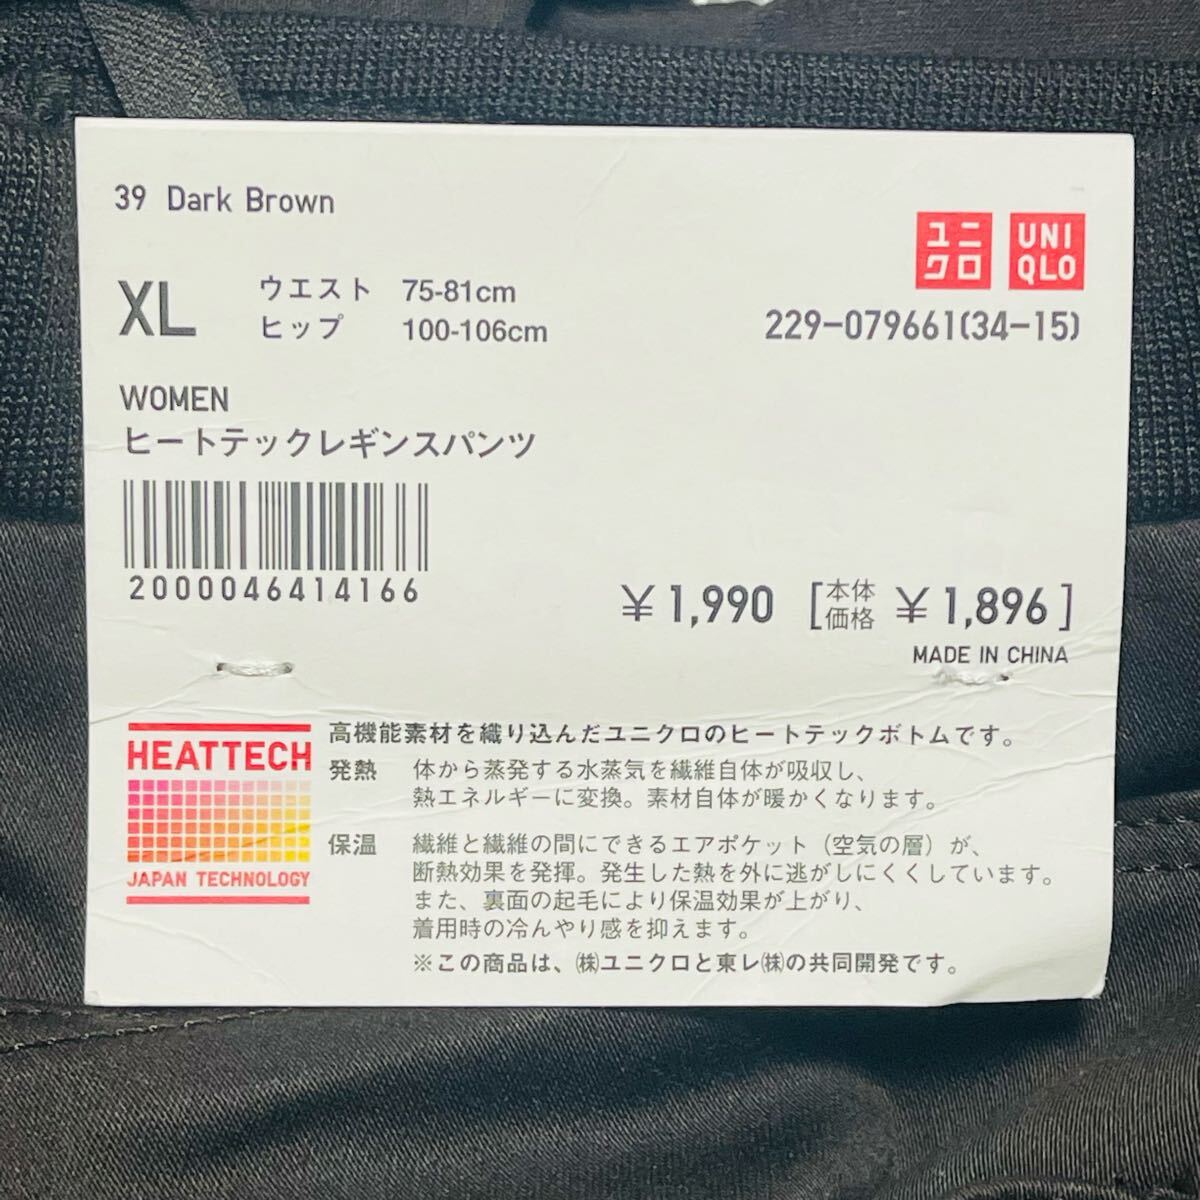 39 Dark Brown
ユニ
クロ
UNI
QLO
XL
ウエスト 75-81cm
ヒップ 100-106cm
229-079661(34-15)
WOMEN
ヒートテックレギンスパンツ
2000046414166
¥1,990 [本体価格 ¥1,896]
MADE IN CHINA
HEATTECH
JAPAN TECHNOLOGY
高機能素材を織り込んだユニクロのヒートテックボトムです。
発熱 体から蒸発する水蒸気を繊維自体が吸収し、
熱エネルギーに変換。素材自体が暖かくなります。
保温 繊維と繊維の間にできるエアポケット（空気の層）が、
断熱効果を発揮。発生した熱を外に逃がしにくくしています。
また、裏面の起毛により保温効果が上がり、
着用時の冷んやり感を抑えます。
※この商品は、㈱ユニクロと東レ㈱の共同開発です。